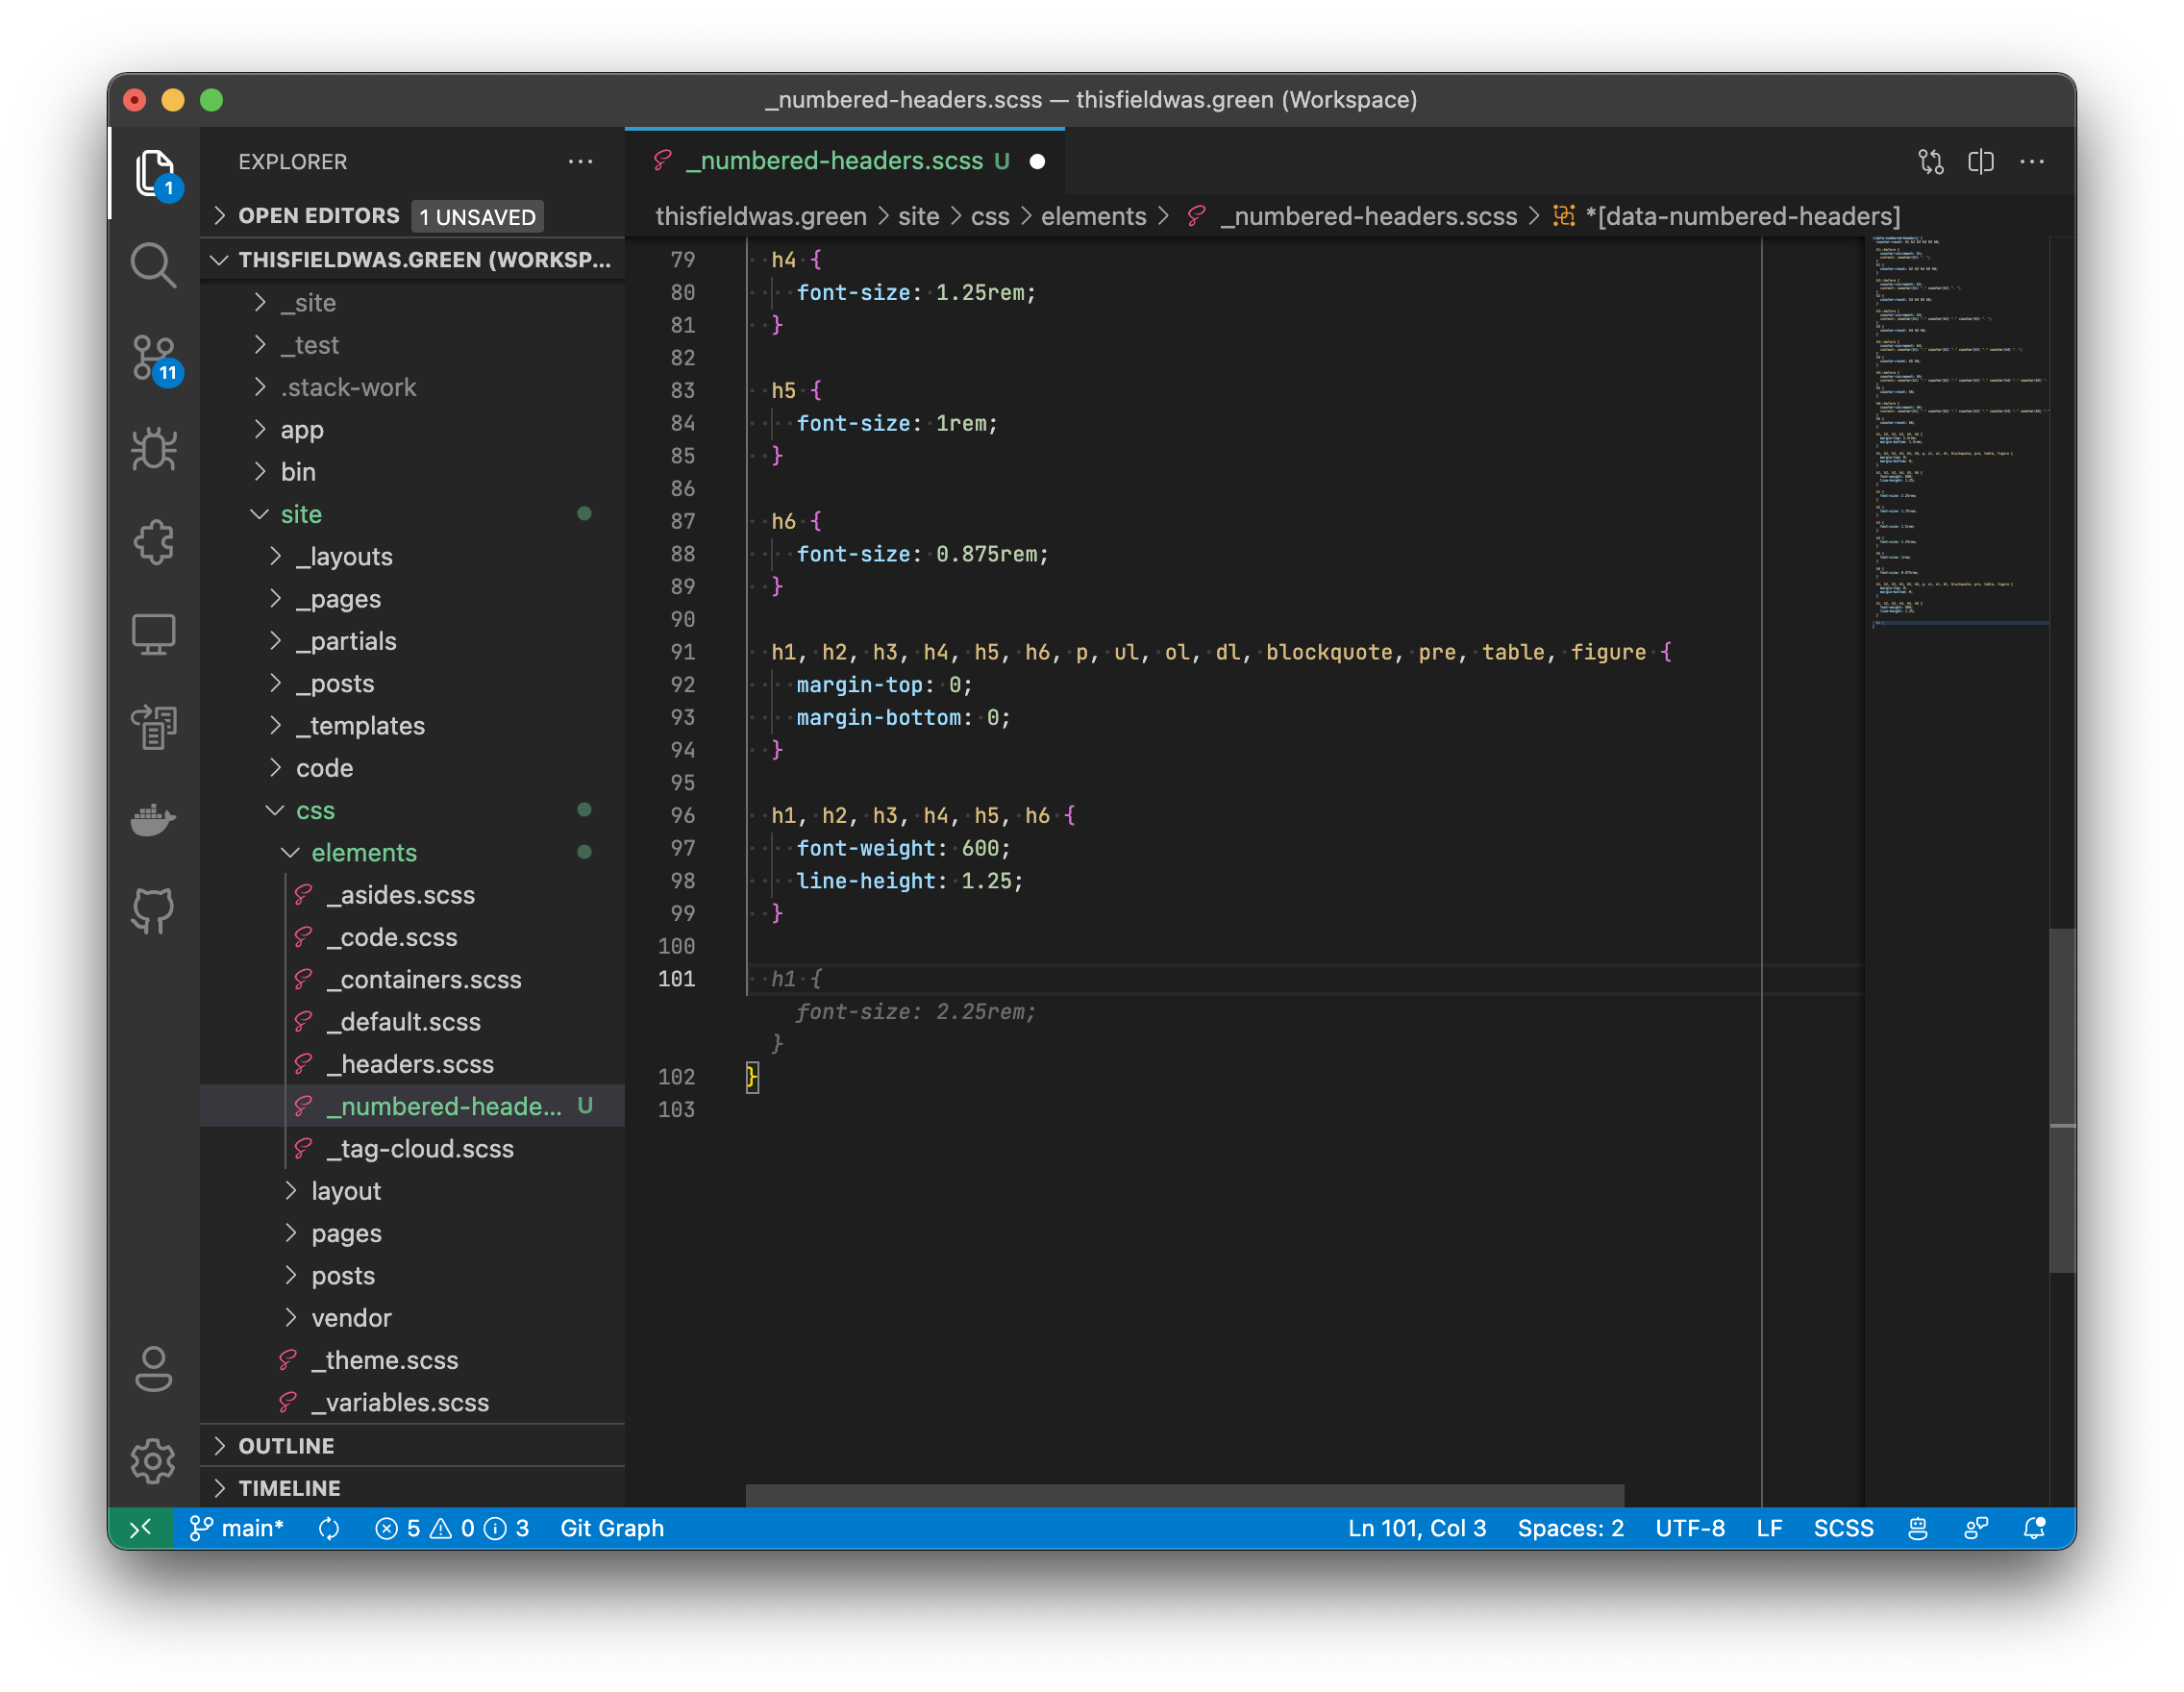 _numbered-headers.scss — thisfieldwas.green (Workspace)
EXPLORER
1
OPEN EDITORS 1 UNSAVED
THISFIELDWAS.GREEN (WORKSP...
_site
_test
.stack-work
app
bin
site
_layouts
_pages
_partials
_posts
_templates
code
css
elements
_asides.scss
_code.scss
_containers.scss
_default.scss
_headers.scss
_numbered-heade... U
_tag-cloud.scss
layout
pages
posts
vendor
_theme.scss
_variables.scss
OUTLINE
TIMELINE
11
_numbered-headers.scss U
thisfieldwas.green > site > css > elements > _numbered-headers.scss > *[data-numbered-headers]
79 h4 {
80 font-size: 1.25rem;
81 }
82
83 h5 {
84 font-size: 1rem;
85 }
86
87 h6 {
88 font-size: 0.875rem;
89 }
90
91 h1, h2, h3, h4, h5, h6, p, ul, ol, dl, blockquote, pre, table, figure {
92 margin-top: 0;
93 margin-bottom: 0;
94 }
95
96 h1, h2, h3, h4, h5, h6 {
97 font-weight: 600;
98 line-height: 1.25;
99 }
100
101 h1 {
font-size: 2.25rem;
}
102 }
103
main* 5 0 3 Git Graph Ln 101, Col 3 Spaces: 2 UTF-8 LF SCSS